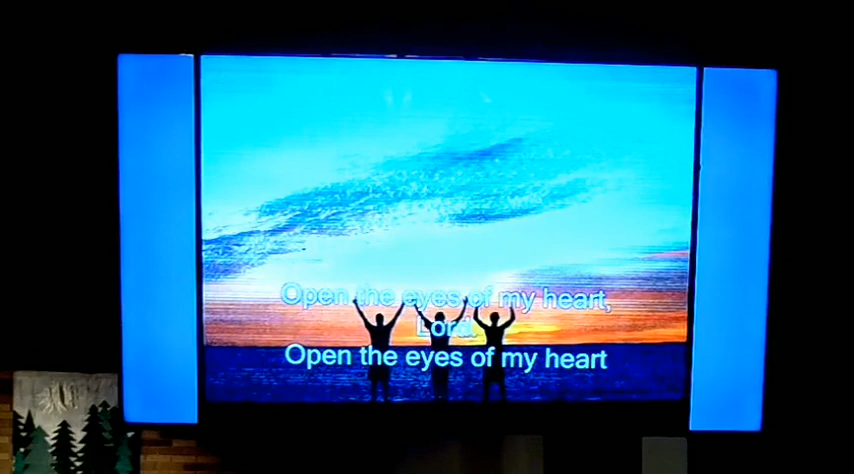 Open the eyes of my heart,
Lord.
Open the eyes of my heart